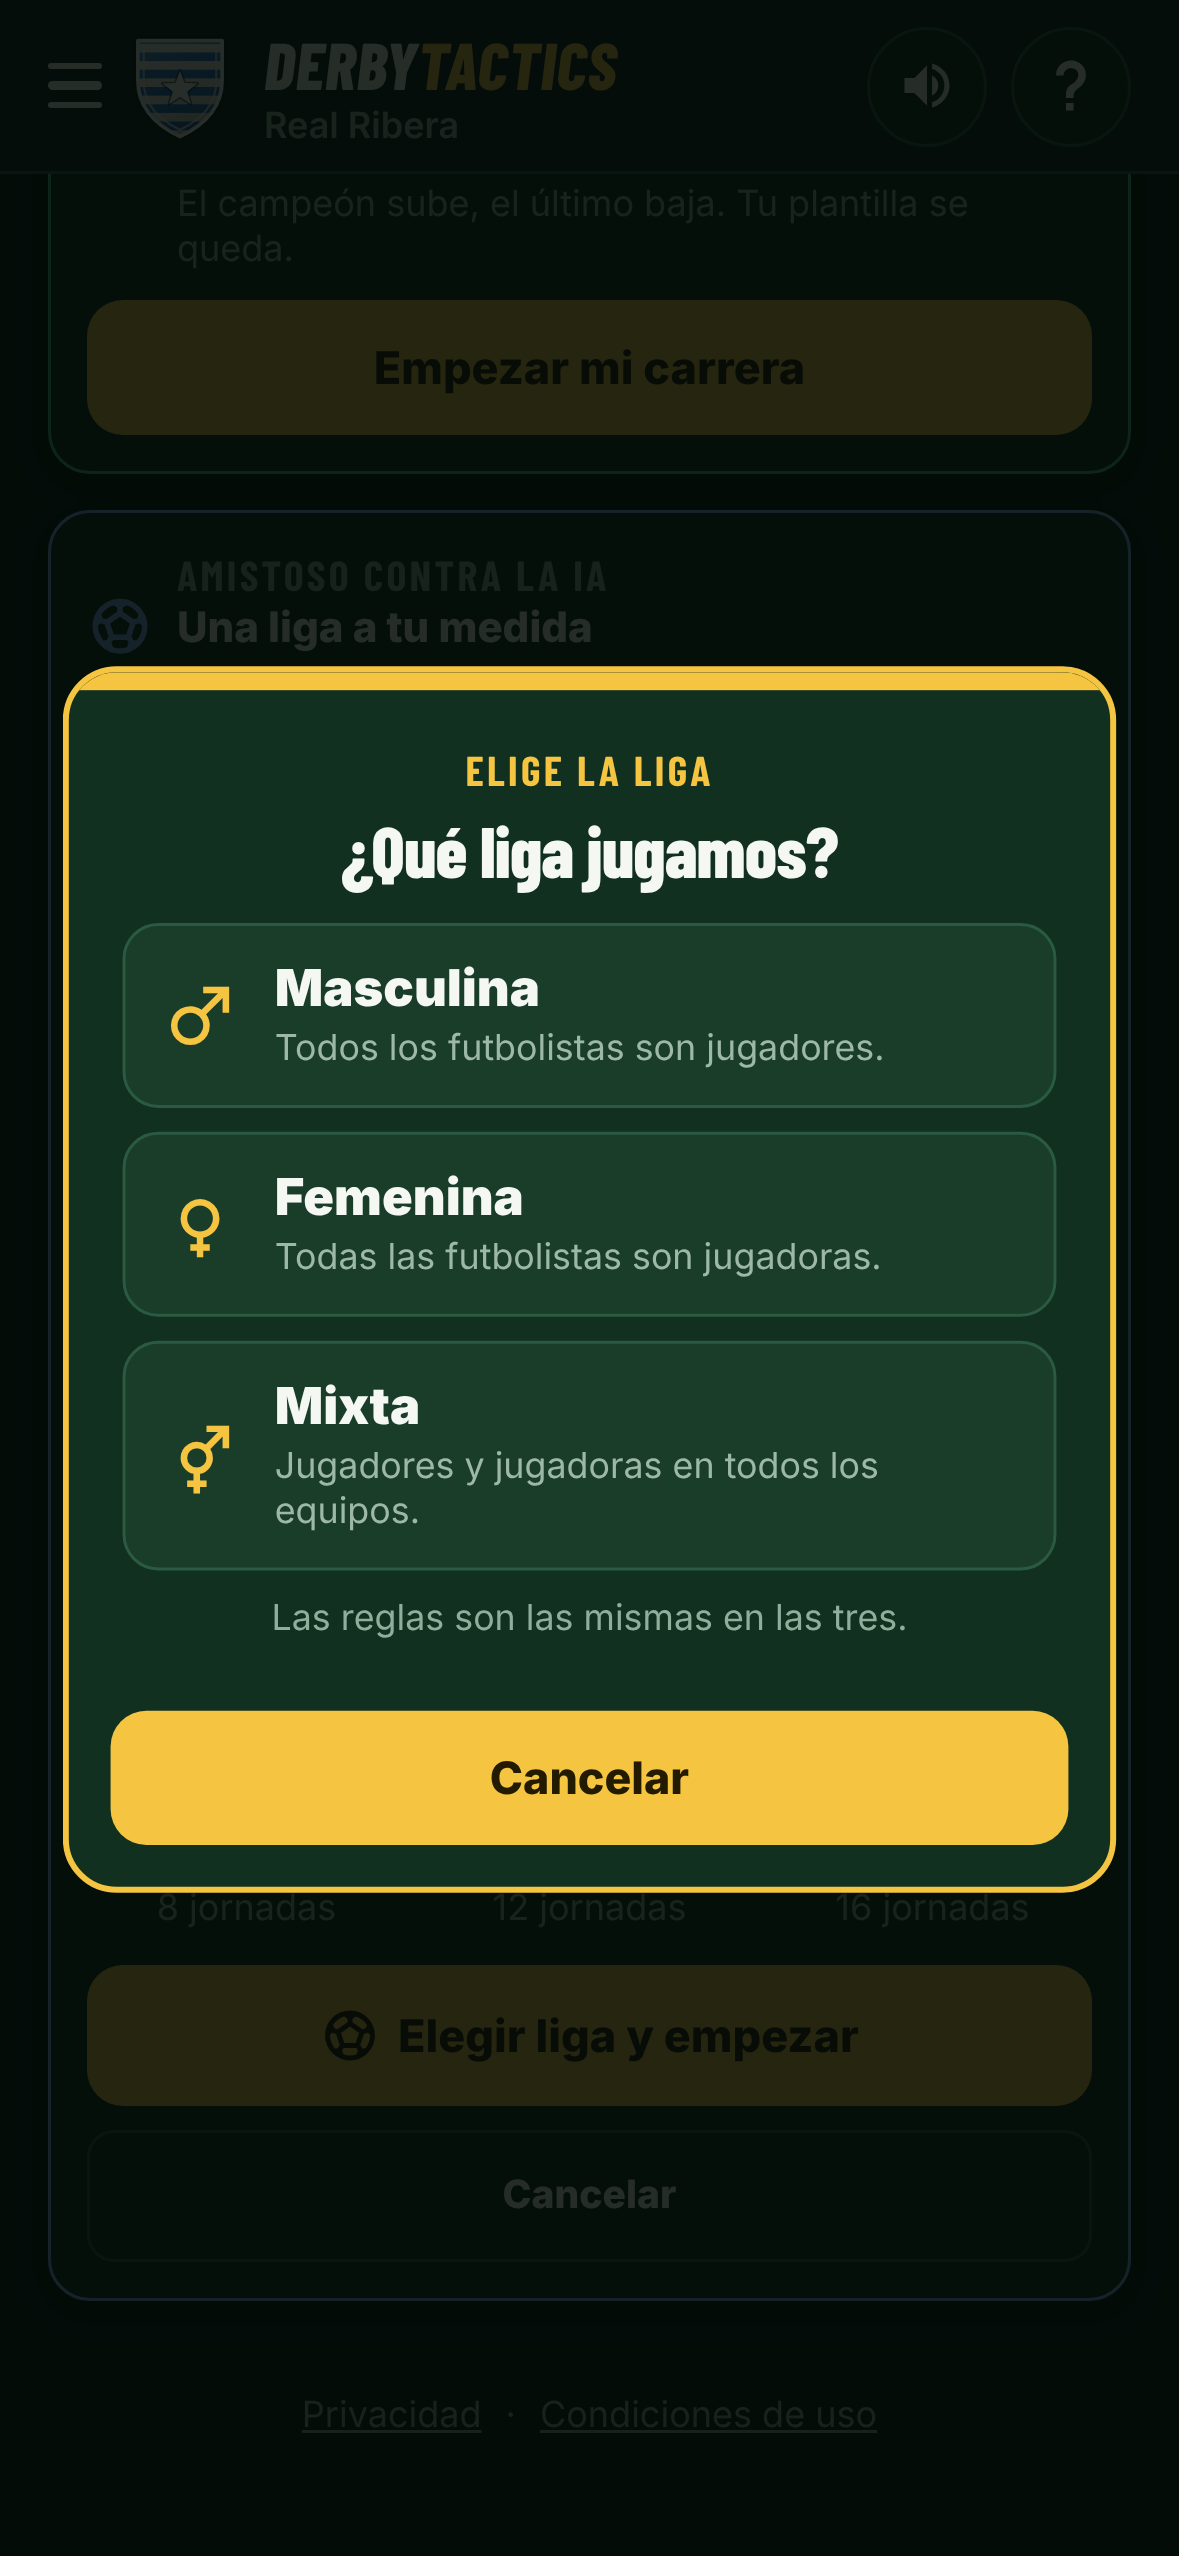 DERBYTACTICS
Real Ribera
?
El campeón sube, el último baja. Tu plantilla se
queda.
Empezar mi carrera
AMISTOSO CONTRA LA IA
Una liga a tu medida
ELIGE LA LIGA
¿Qué liga jugamos?
Masculina
Todos los futbolistas son jugadores.
Femenina
Todas las futbolistas son jugadoras.
Mixta
Jugadores y jugadoras en todos los
equipos.
Las reglas son las mismas en las tres.
Cancelar
8 jornadas 12 jornadas 16 jornadas
Elegir liga y empezar
Cancelar
Privacidad · Condiciones de uso